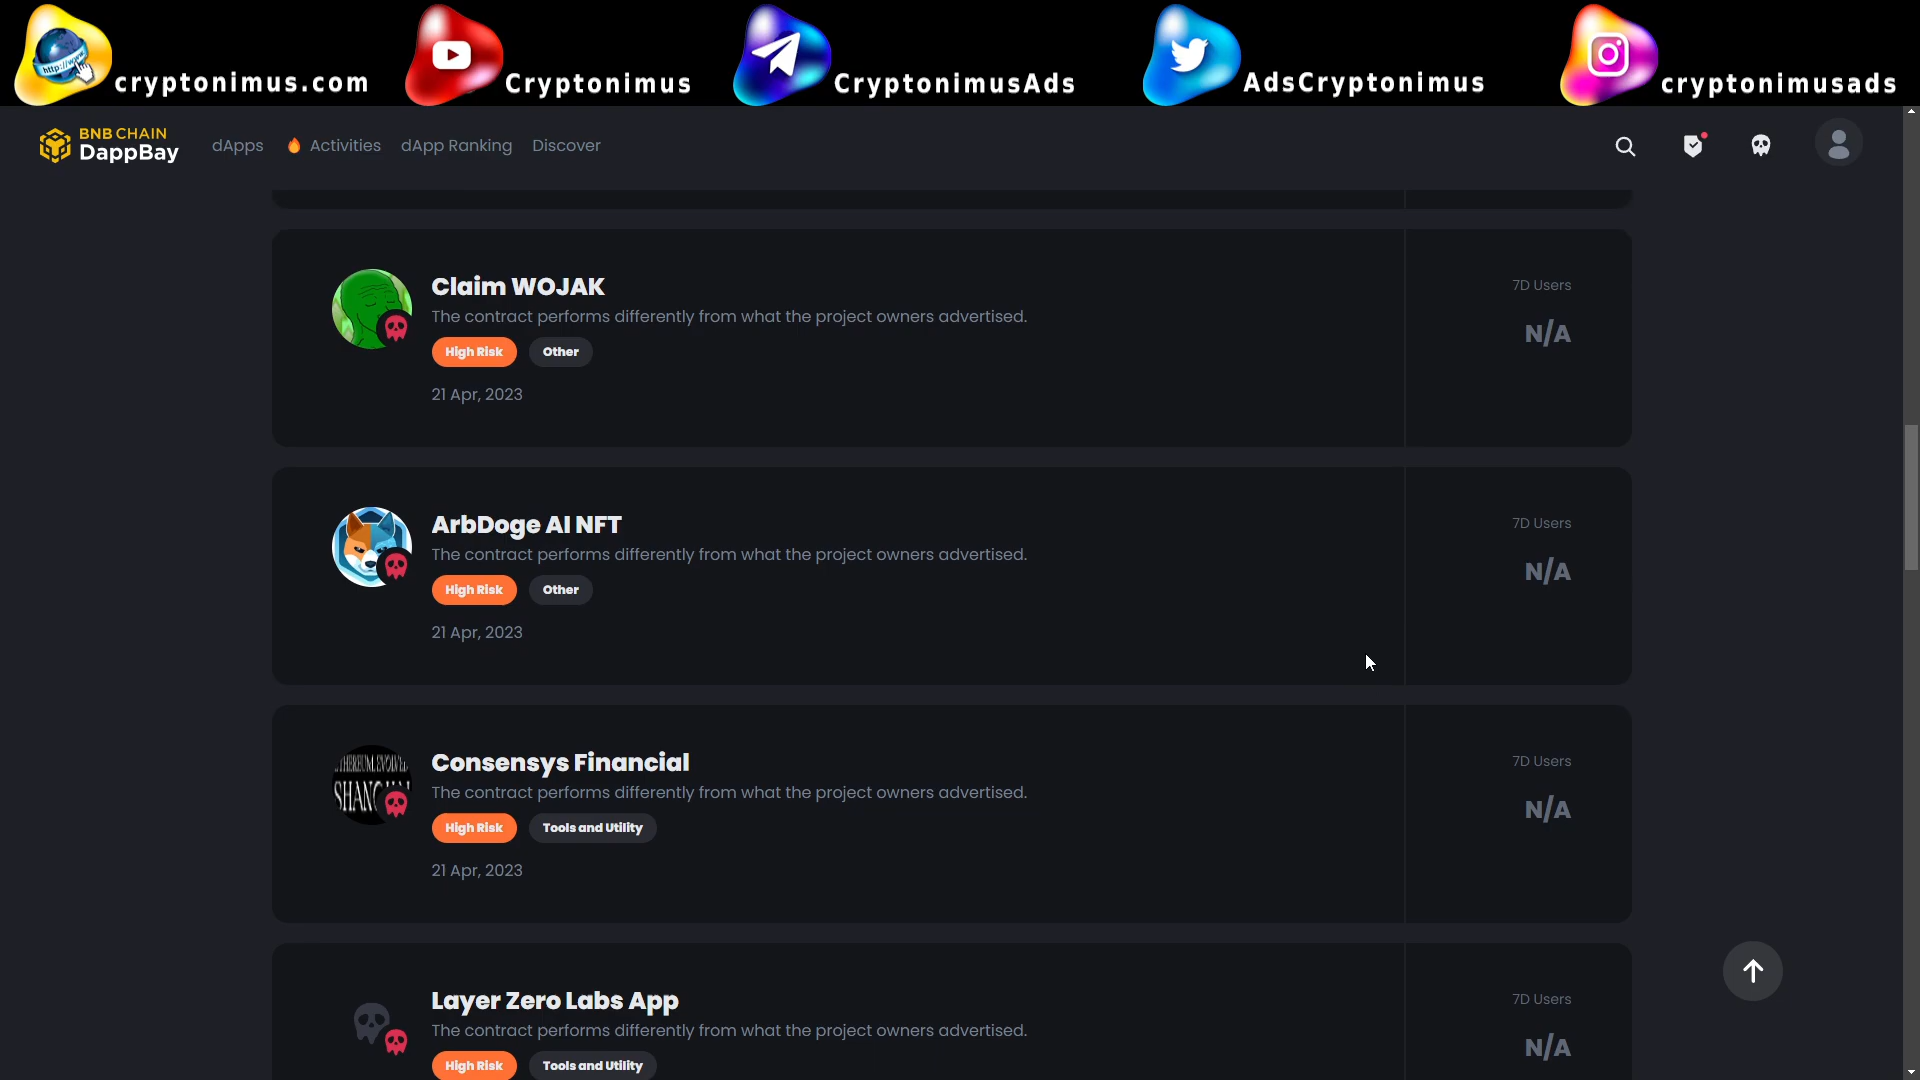 http://www
cryptonimus.com
Cryptonimus
CryptonimusAds
AdsCryptonimus
cryptonimusads
BNB CHAIN
DappBay
dApps
Activities
dApp Ranking
Discover
Claim WOJAK
The contract performs differently from what the project owners advertised.
High Risk
Other
21 Apr, 2023
7D Users
N/A
ArbDoge AI NFT
The contract performs differently from what the project owners advertised.
High Risk
Other
21 Apr, 2023
7D Users
N/A
Consensys Financial
The contract performs differently from what the project owners advertised.
High Risk
Tools and Utility
21 Apr, 2023
7D Users
N/A
Layer Zero Labs App
The contract performs differently from what the project owners advertised.
High Risk
Tools and Utility
7D Users
N/A